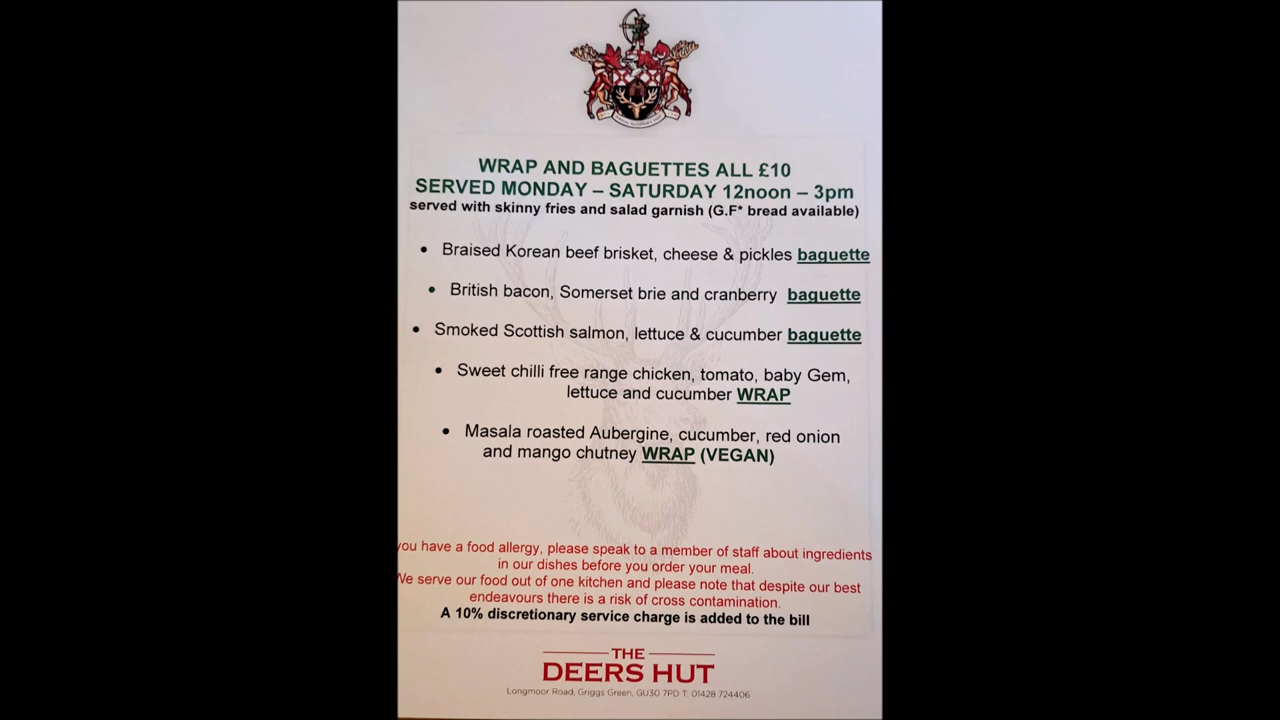 WRAP AND BAGUETTES ALL £10
SERVED MONDAY – SATURDAY 12noon – 3pm
served with skinny fries and salad garnish (G.F* bread available)
• Braised Korean beef brisket, cheese & pickles baguette
• British bacon, Somerset brie and cranberry baguette
• Smoked Scottish salmon, lettuce & cucumber baguette
• Sweet chilli free range chicken, tomato, baby Gem,
lettuce and cucumber WRAP
• Masala roasted Aubergine, cucumber, red onion
and mango chutney WRAP (VEGAN)
you have a food allergy, please speak to a member of staff about ingredients
in our dishes before you order your meal.
We serve our food out of one kitchen and please note that despite our best
endeavours there is a risk of cross contamination.
A 10% discretionary service charge is added to the bill
THE
DEERS HUT
Longmoor Road, Griggs Green, GU30 7PD T: 01428 724406